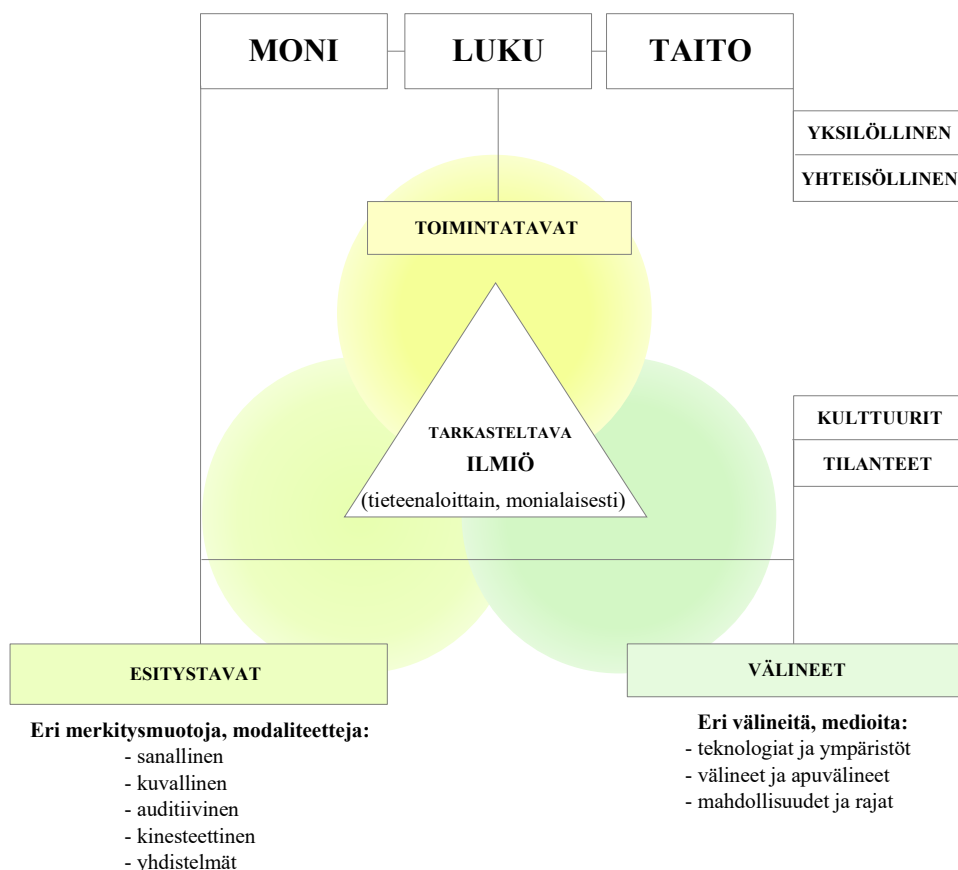 MONI LUKU TAITO
YKSILÖLLINEN
YHTEISÖLLINEN
TOIMINTATAVAT
TARKASTELTAVA
ILMIÖ
(tieteenaloittain, monialaisesti)
KULTTUURIT
TILANTEET
ESITYSTAVAT
Eri merkitysmuotoja, modaliteetteja:
- sanallinen
- kuvallinen
- auditiivinen
- kinesteettinen
- yhdistelmät
VÄLINEET
Eri välineitä, medioita:
- teknologiat ja ympäristöt
- välineet ja apuvälineet
- mahdollisuudet ja rajat